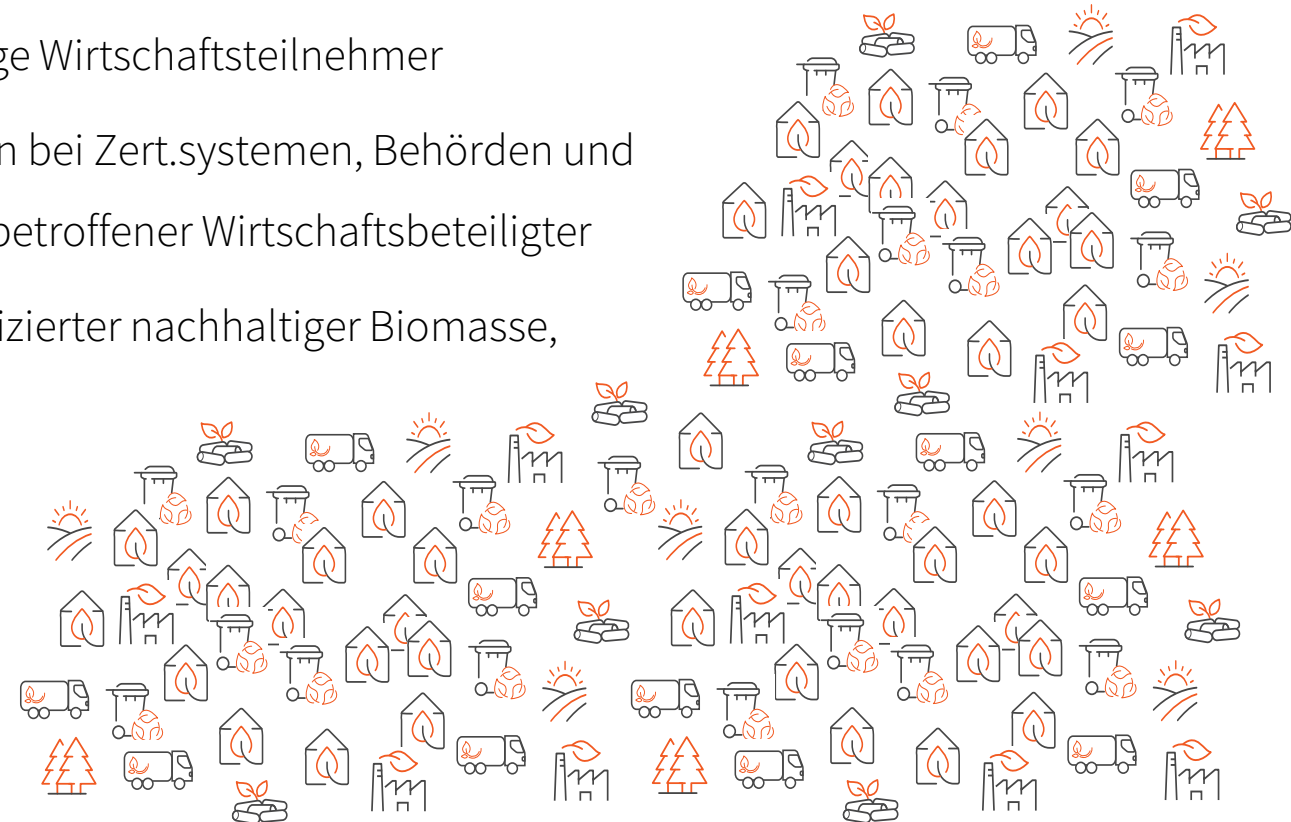 ge Wirtschaftsteilnehmer
n bei Zert.systemen, Behörden und
betroffener Wirtschaftsbeteiligter
izierter nachhaltiger Biomasse,